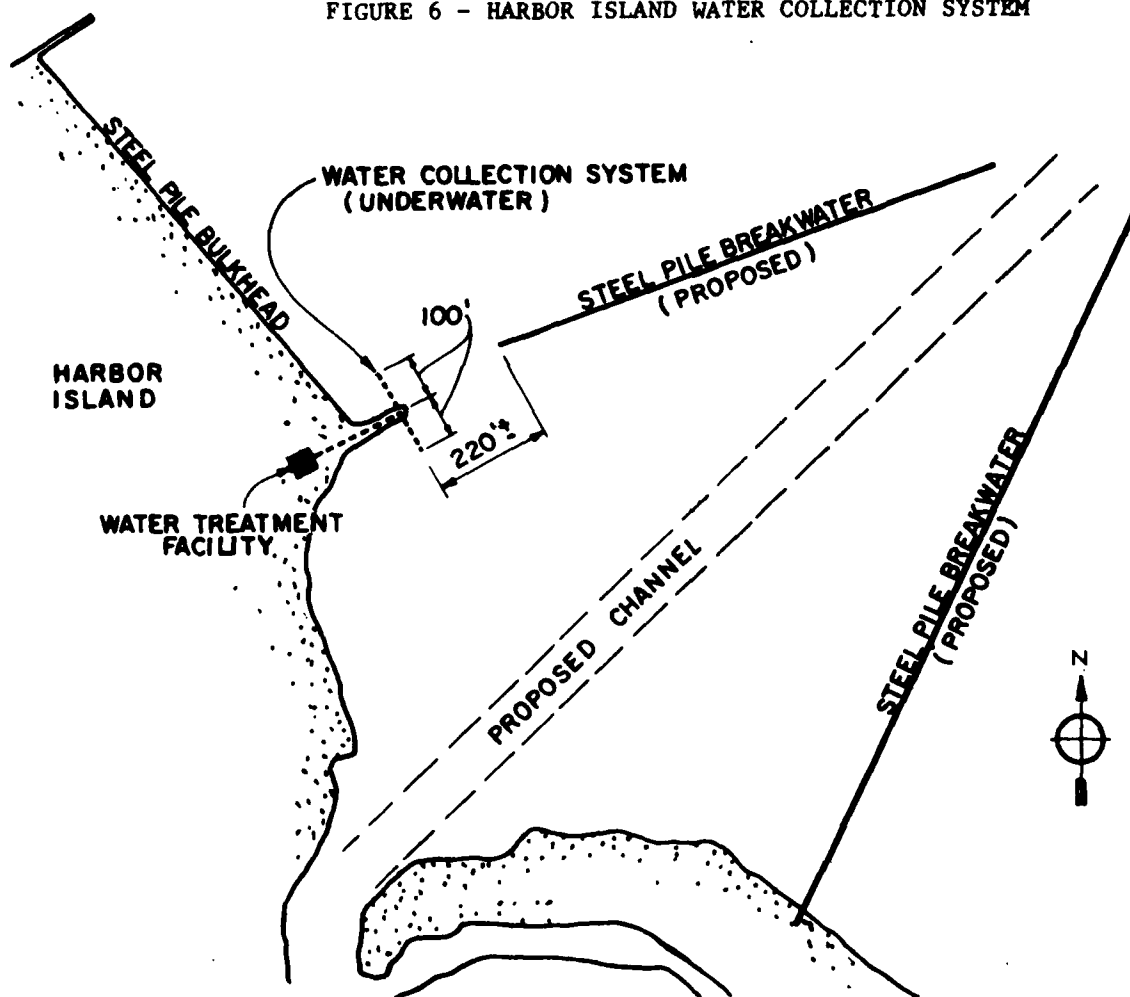 FIGURE 6 - HARBOR ISLAND WATER COLLECTION SYSTEM
STEEL PILE BULKHEAD
WATER COLLECTION SYSTEM
(UNDERWATER)
STEEL PILE BREAKWATER
(PROPOSED)
100'
220'±
HARBOR
ISLAND
WATER TREATMENT
FACILITY
PROPOSED CHANNEL
STEEL PILE BREAKWATER
(PROPOSED)
N